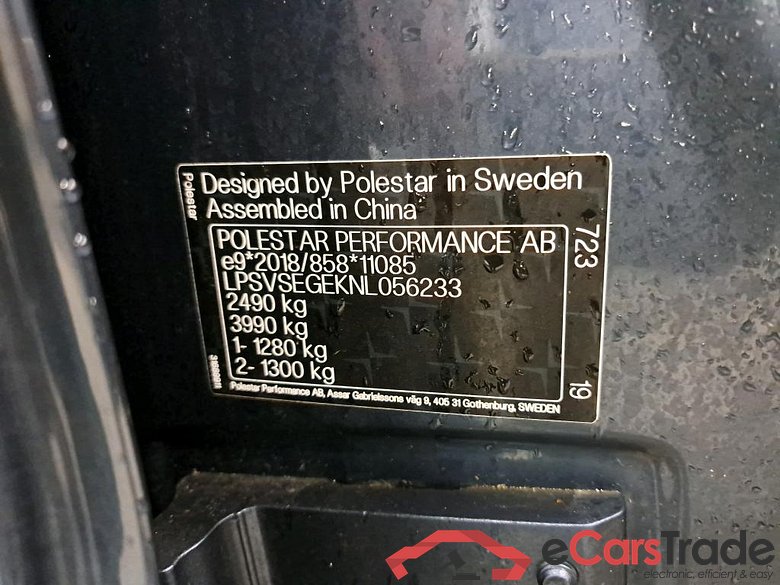 Polestar
Designed by Polestar in Sweden
Assembled in China
POLESTAR PERFORMANCE AB
e9*2018/858*11085
LPSVSEGEKNL056233
2490 kg
3990 kg
1- 1280 kg
2- 1300 kg
723
19
Polestar Performance AB, Assar Gabrielssons väg 9, 405 31 Gothenburg, SWEDEN
eCarsTrade
electronic, efficient & easy